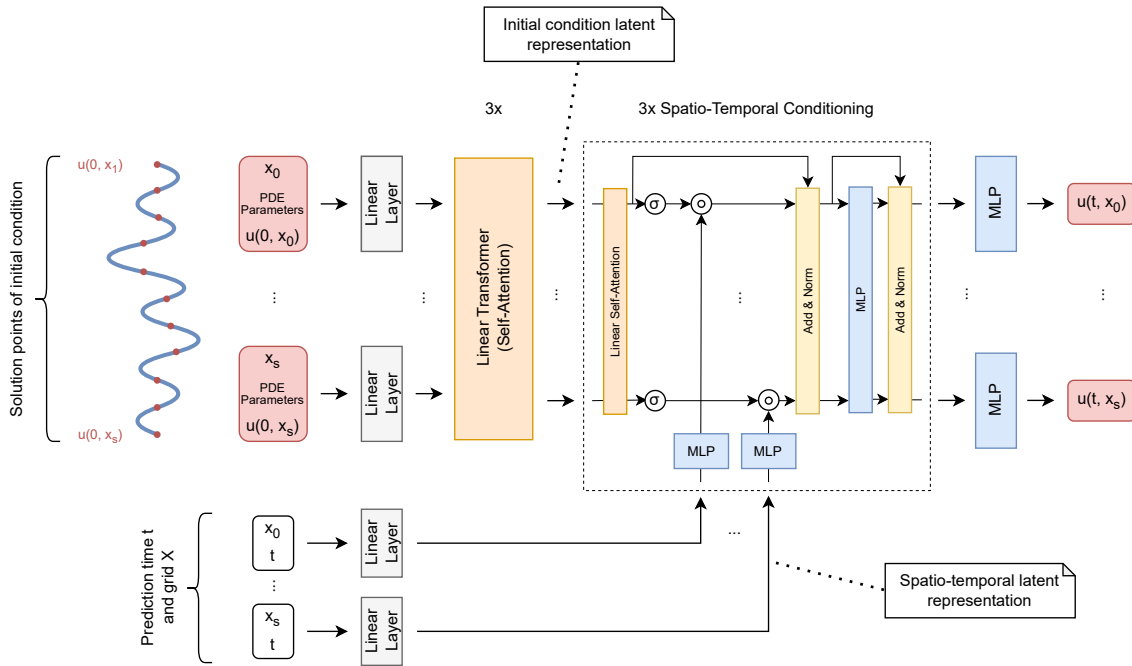 Initial condition latent
representation
3x
3x Spatio-Temporal Conditioning
Solution points of initial condition
u(0, x₁)
u(0, xₛ)
x₀
PDE
Parameters
u(0, x₀)
...
xₛ
PDE
Parameters
u(0, xₛ)
Linear
Layer
...
Linear
Layer
Linear Transformer
(Self-Attention)
...
Linear Self-Attention
σ
...
σ
MLP
MLP
Add & Norm
MLP
Add & Norm
MLP
...
MLP
u(t, x₀)
...
u(t, xₛ)
Prediction time t
and grid X
x₀
t
...
xₛ
t
Linear
Layer
Linear
Layer
...
Spatio-temporal latent
representation